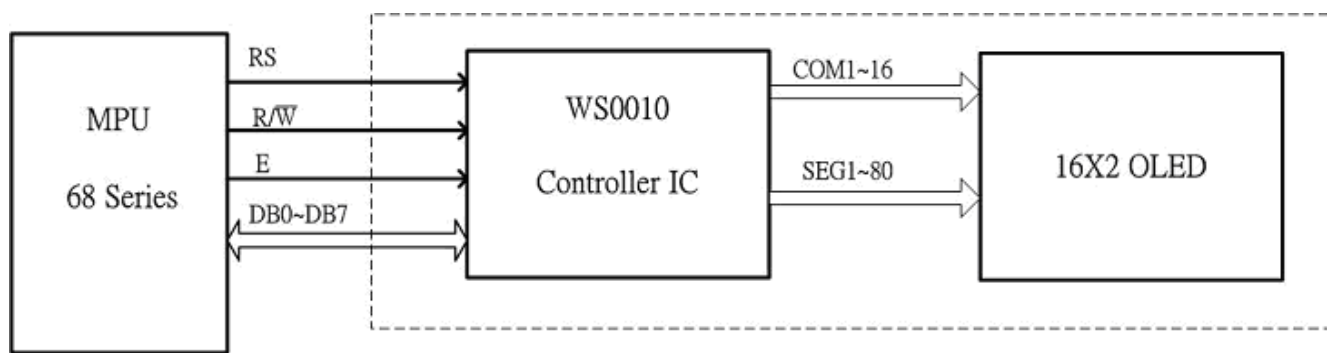 MPU
68 Series
RS
R/W̅
E
DB0~DB7
WS0010
Controller IC
COM1~16
SEG1~80
16X2 OLED